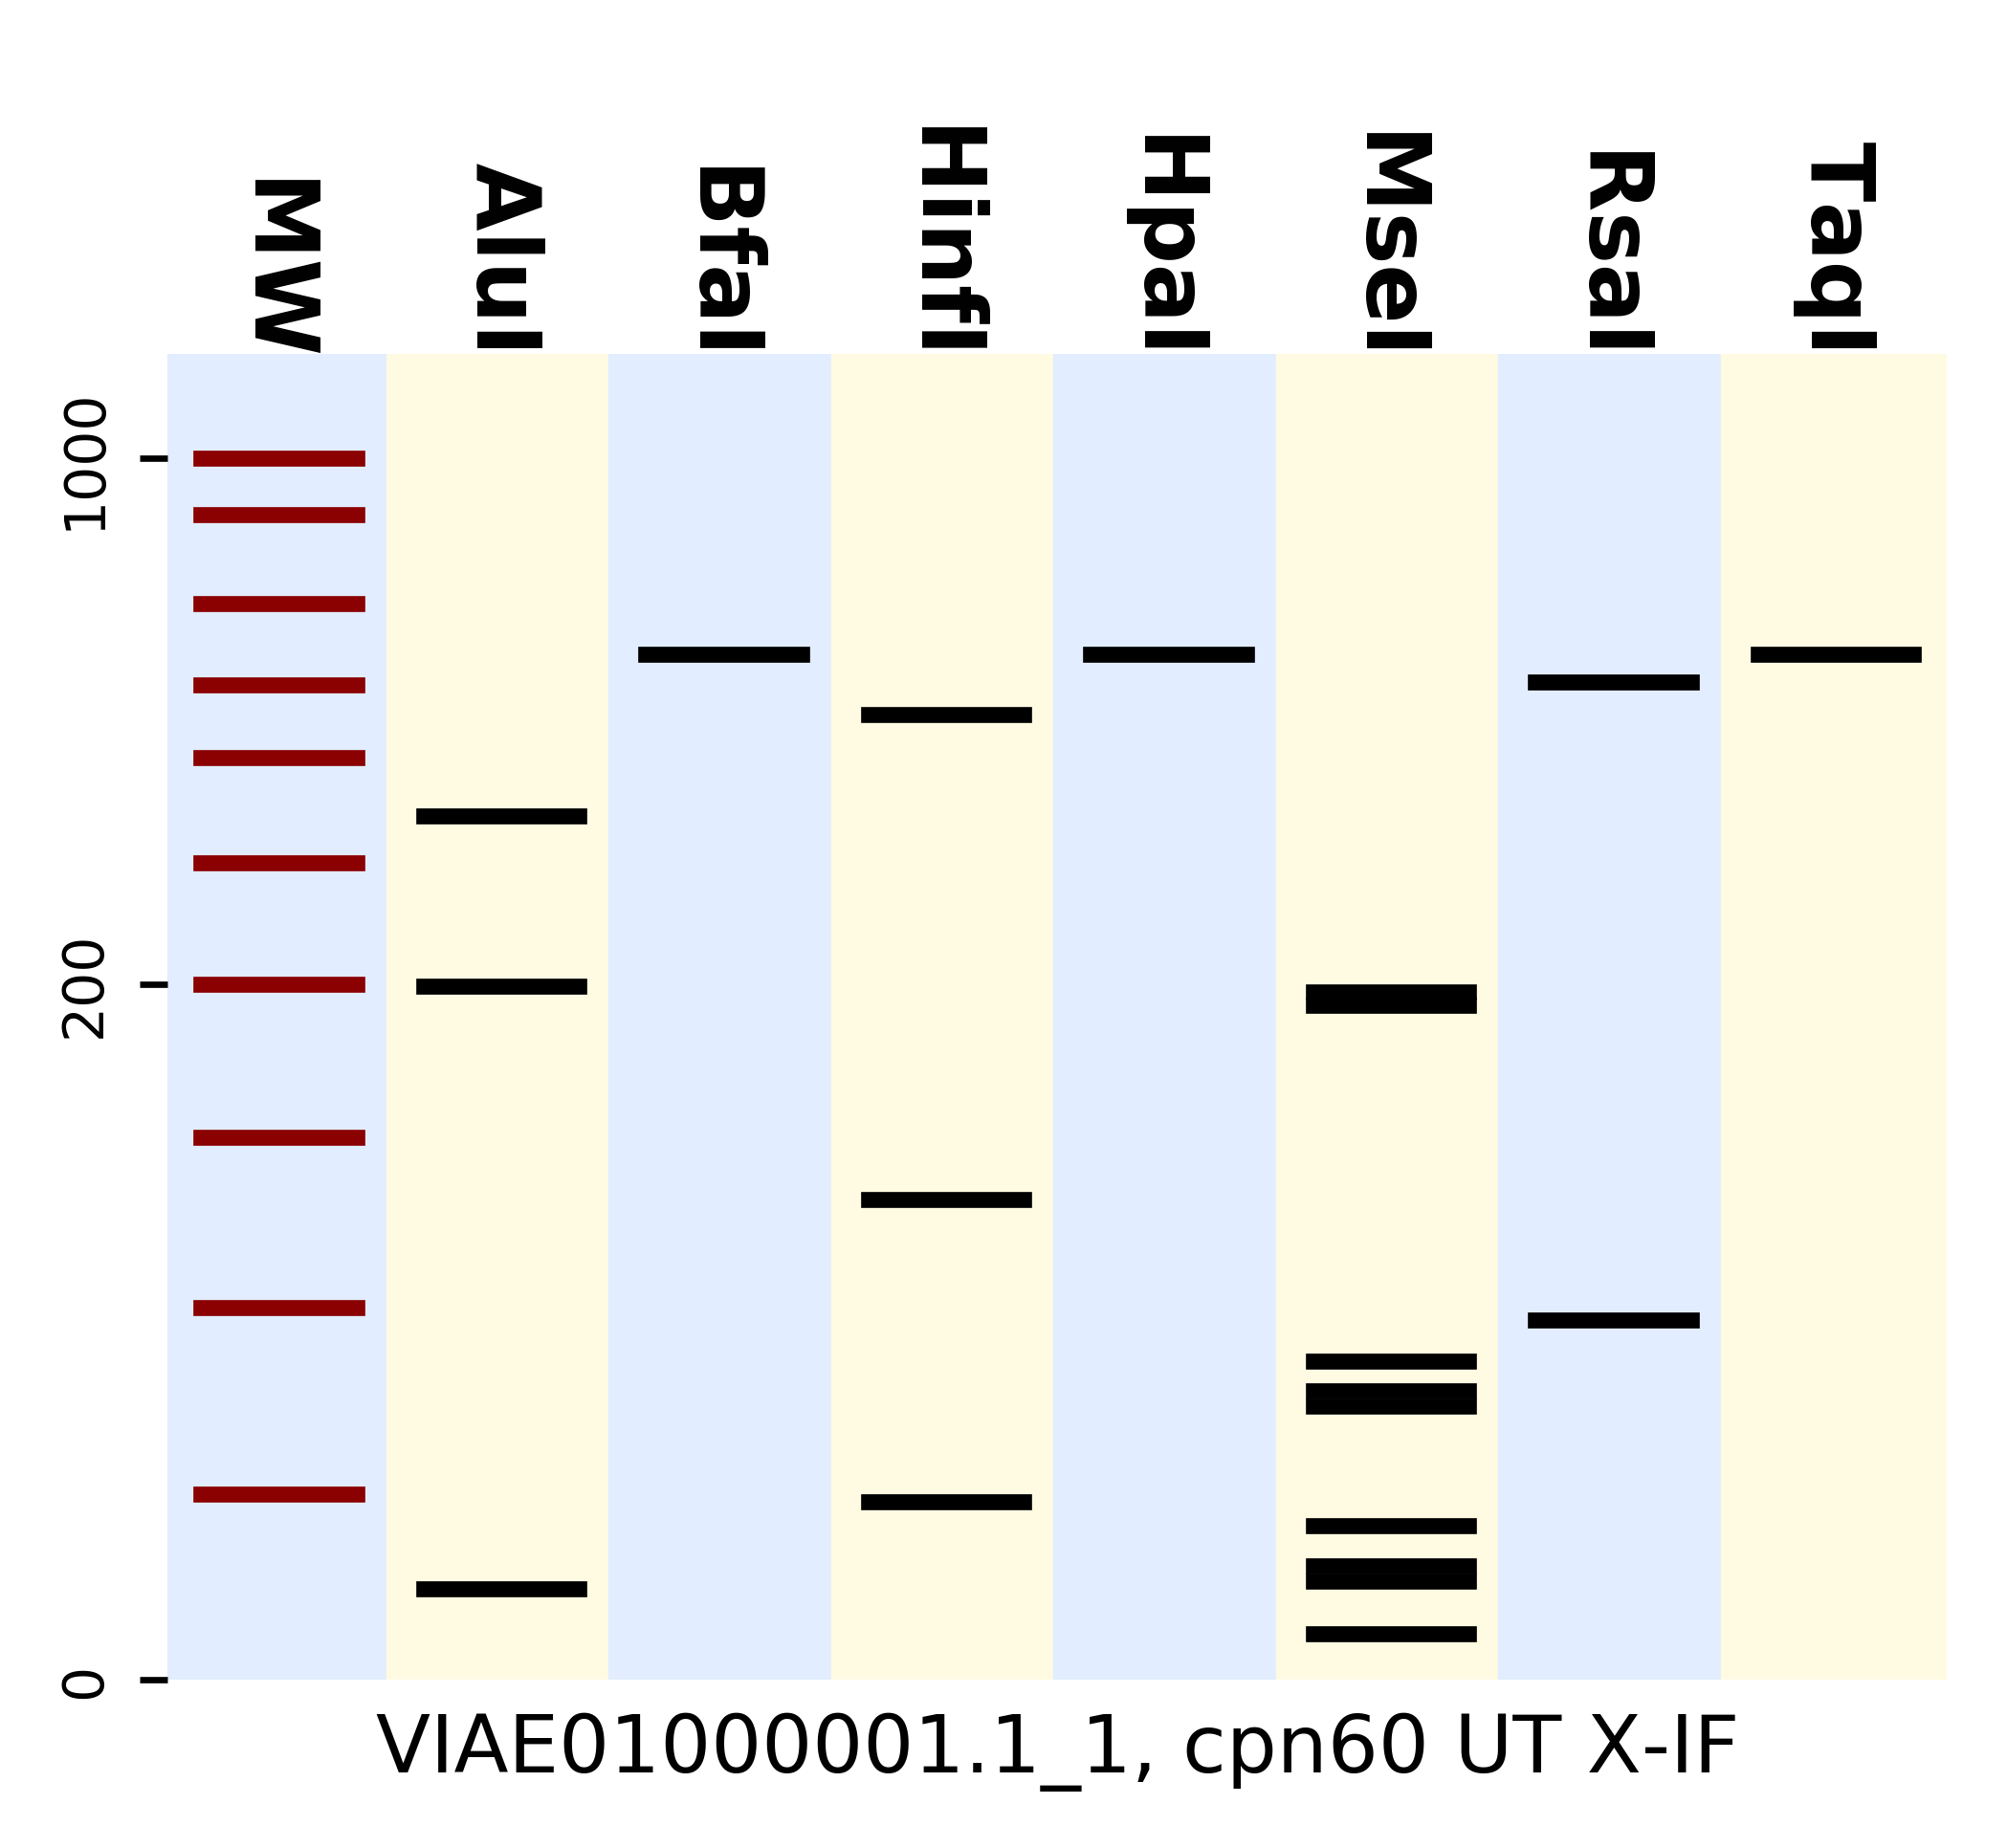 MW
AluI
BfaI
HinfI
HpaI
MseI
RsaI
TaqI
1000
200
0
VIAE01000001.1_1, cpn60 UT X-IF